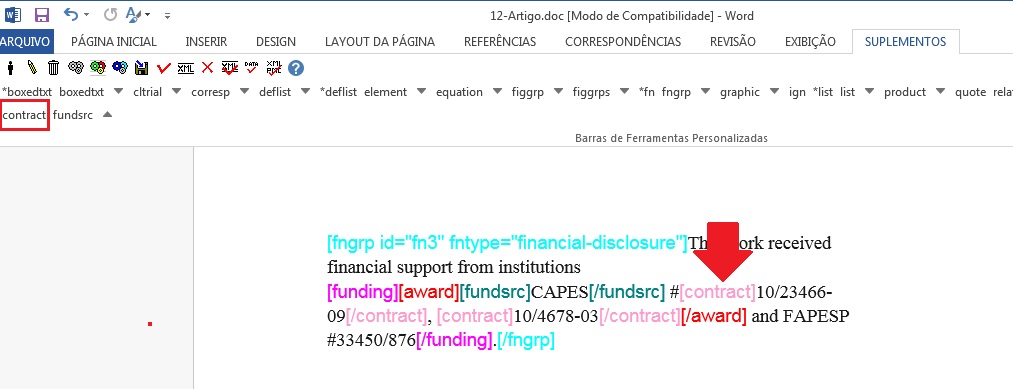 12-Artigo.doc [Modo de Compatibilidade] - Word
ARQUIVO PÁGINA INICIAL INSERIR DESIGN LAYOUT DA PÁGINA REFERÊNCIAS CORRESPONDÊNCIAS REVISÃO EXIBIÇÃO SUPLEMENTOS
*boxedtxt boxedtxt cltrial corresp deflist *deflist element equation figgrp figgrps *fn fngrp graphic ign *list list product quote rela
contract fundsrc
Barras de Ferramentas Personalizadas
[fngrp id="fn3" fntype="financial-disclosure"]Th ork received
financial support from institutions
[funding][award][fundsrc]CAPES[/fundsrc] #[contract]10/23466-
09[/contract], [contract]10/4678-03[/contract][/award] and FAPESP
#33450/876[/funding].[/fngrp]